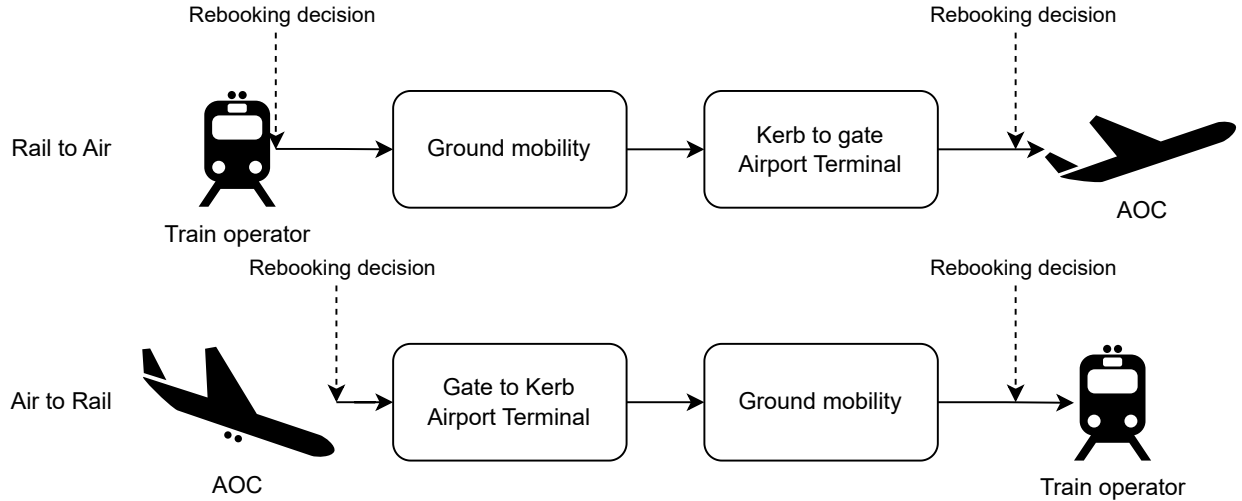 Rebooking decision
Rebooking decision
Rail to Air
Ground mobility
Kerb to gate
Airport Terminal
AOC
Train operator
Rebooking decision
Rebooking decision
Air to Rail
Gate to Kerb
Airport Terminal
Ground mobility
AOC
Train operator